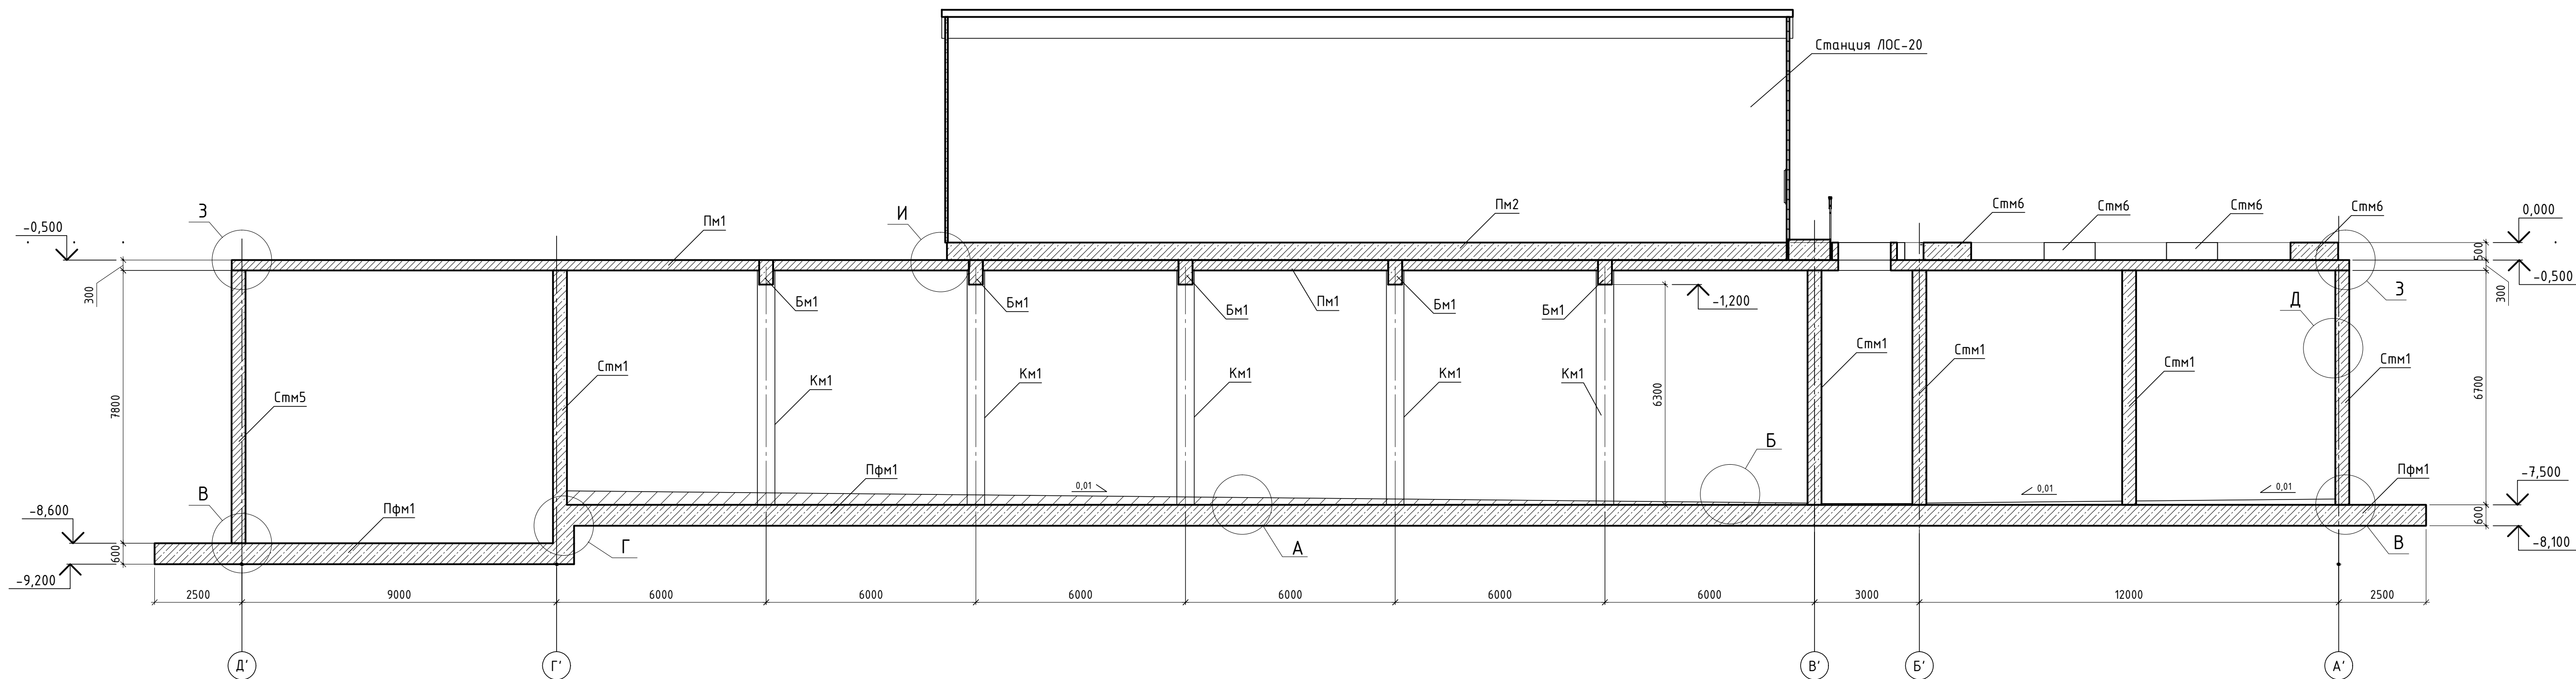 Станция ЛОС-20
З
-0,500
Пм1
И
Пм2
Стм6
Стм6
Стм6
Стм6
0,000
500
-0,500
300
З
300
Бм1
Бм1
Бм1
Пм1
Бм1
Бм1
-1,200
Д
7800
Стм5
Стм1
Км1
Км1
Км1
Км1
Км1
6300
Стм1
Стм1
Стм1
Стм1
6700
В
-8,600
600
-9,200
Пфм1
Г
Пфм1
0,01
А
Б
0,01
0,01
Пфм1
-7,500
600
-8,100
В
2500
9000
6000
6000
6000
6000
6000
6000
3000
12000
2500
Д'
Г'
В'
Б'
А'